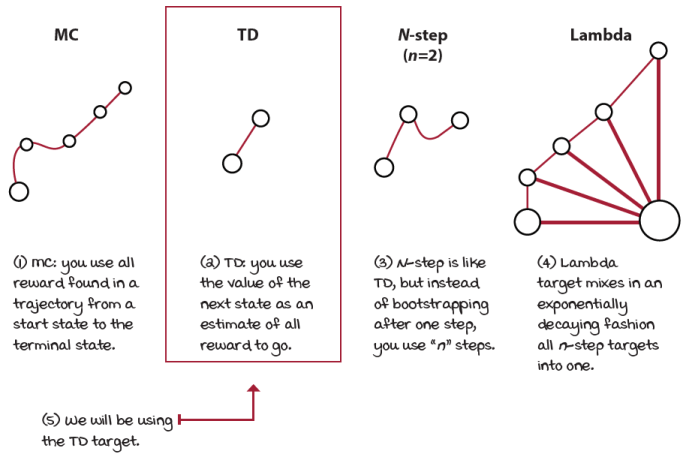 MC
TD
N-step
(n=2)
Lambda
(1) MC: you use all
reward found in a
trajectory from a
start state to the
terminal state.
(2) TD: you use
the value of the
next state as an
estimate of all
reward to go.
(3) N-step is like
TD, but instead
of bootstrapping
after one step,
you use "n" steps.
(4) Lambda
target mixes in an
exponentially
decaying fashion
all n-step targets
into one.
(5) We will be using
the TD target.